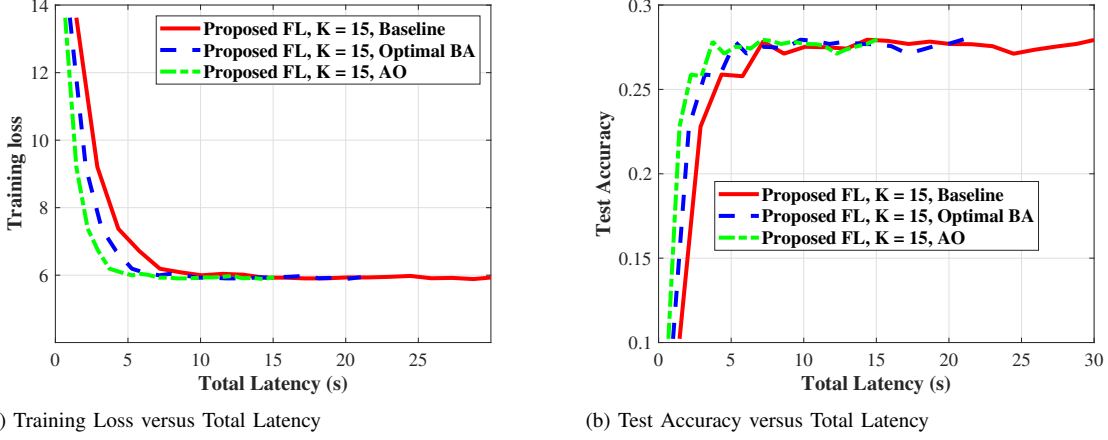 14
12
10
8
6
0
5
10
15
20
25
Training loss
Total Latency (s)
Proposed FL, K = 15, Baseline
Proposed FL, K = 15, Optimal BA
Proposed FL, K = 15, AO
) Training Loss versus Total Latency
0.3
0.25
0.2
0.15
0.1
0
5
10
15
20
25
30
Test Accuracy
Total Latency (s)
Proposed FL, K = 15, Baseline
Proposed FL, K = 15, Optimal BA
Proposed FL, K = 15, AO
(b) Test Accuracy versus Total Latency